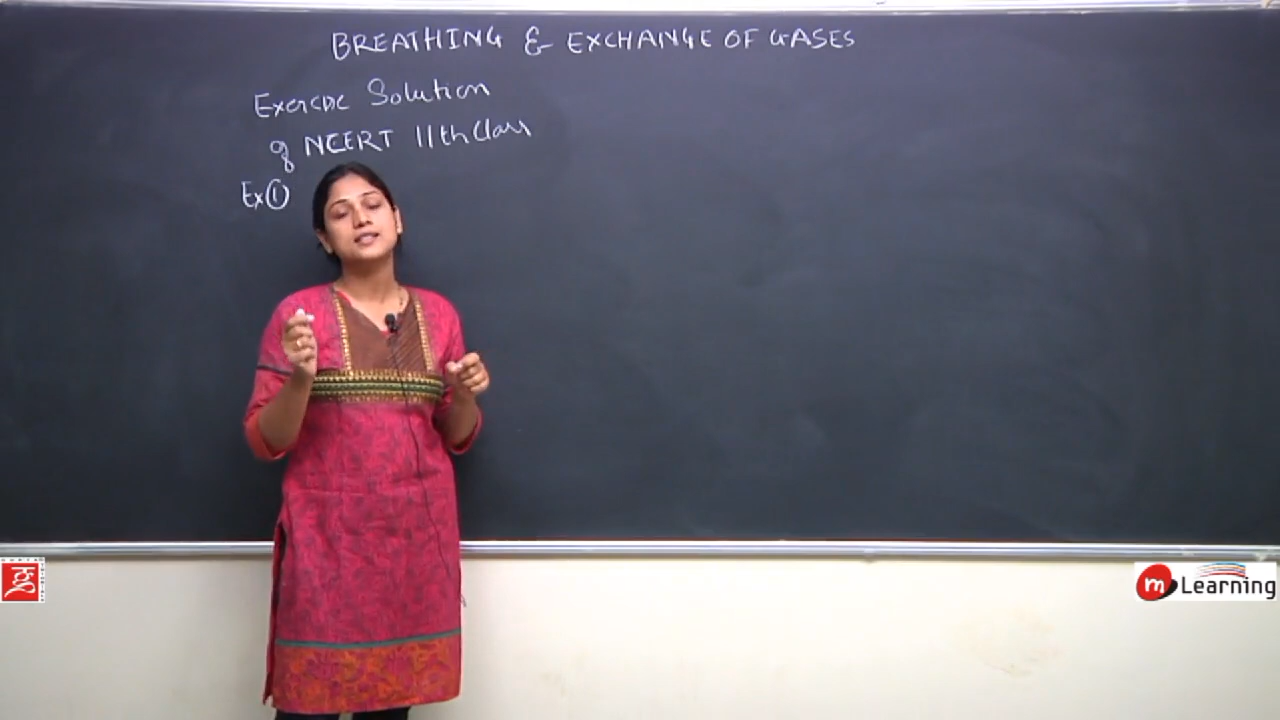 BREATHING & EXCHANGE OF GASES
Exercise Solution
of NCERT 11th Class
Ex ①
m Learning